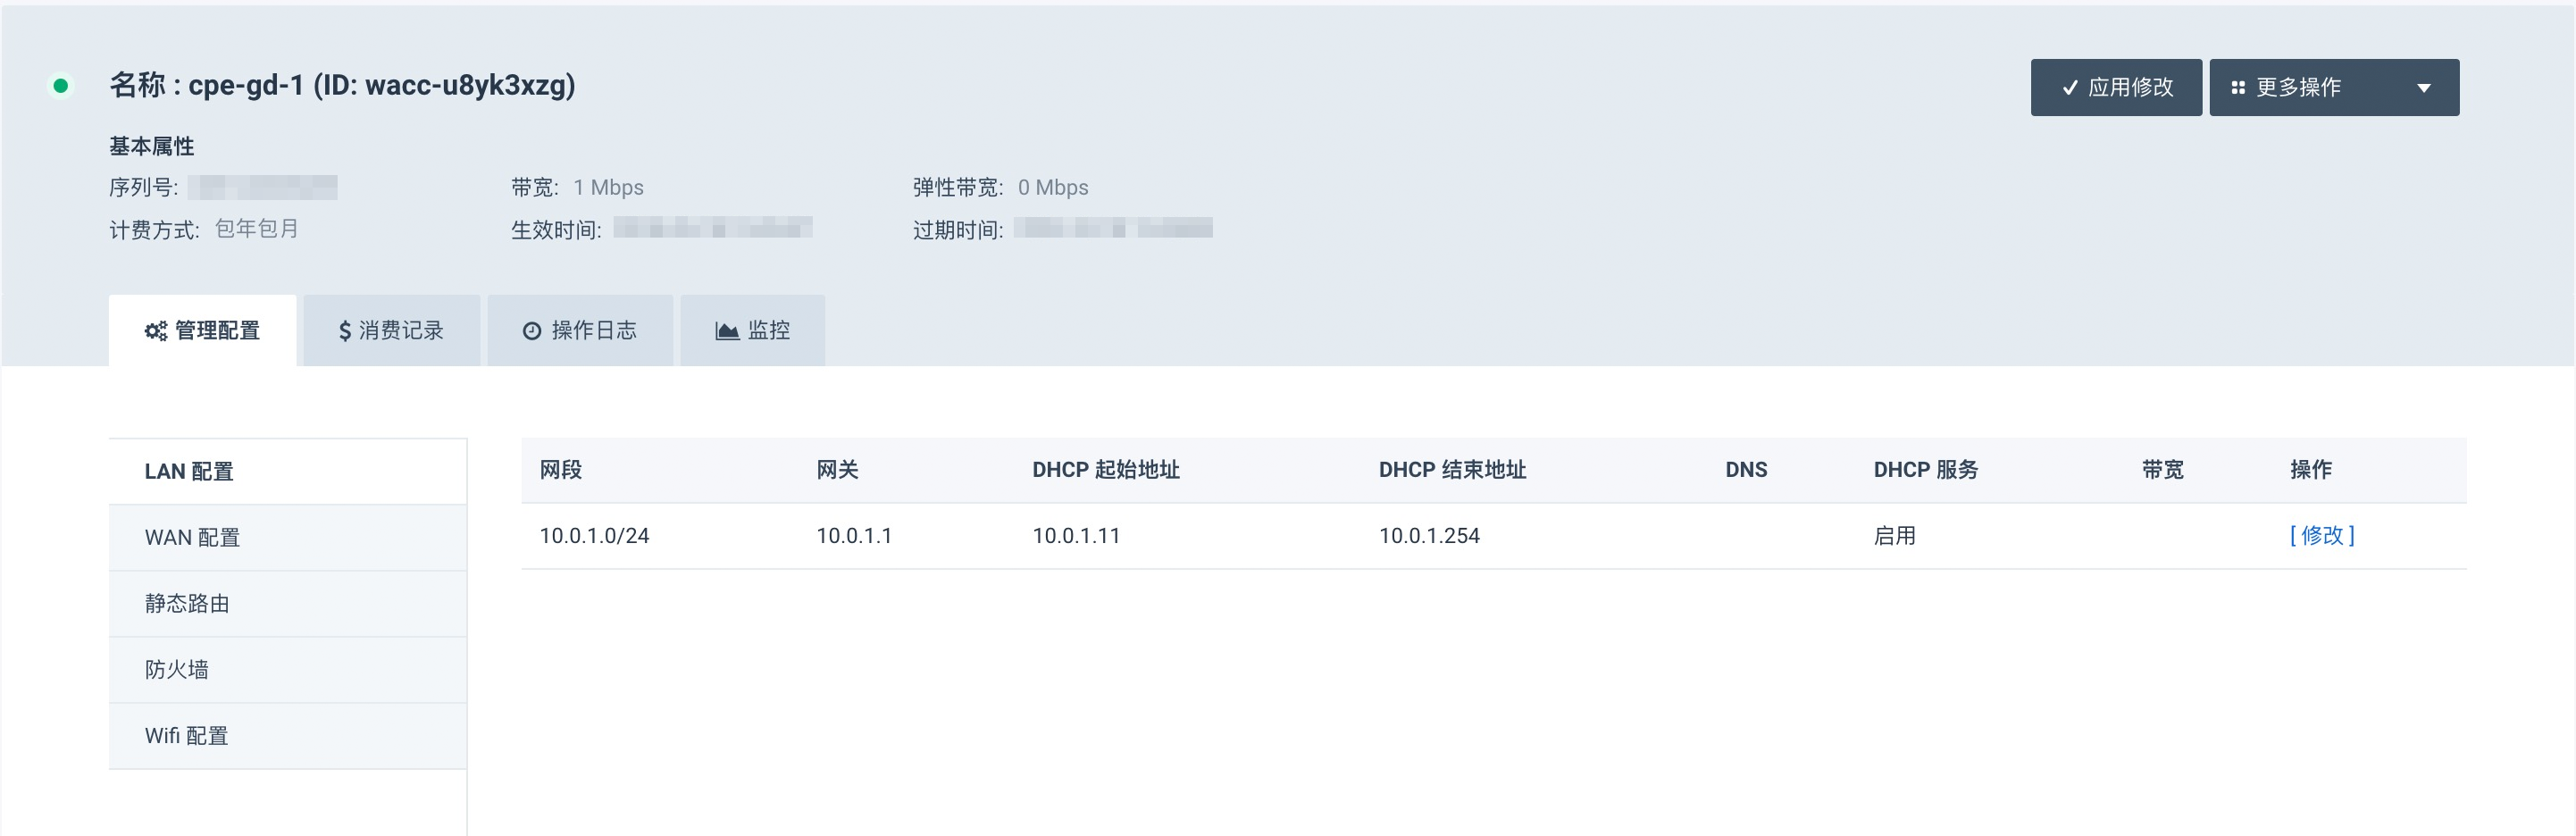 名称 : cpe-gd-1 (ID: wacc-u8yk3xzg)
应用修改 更多操作
基本属性
序列号: 带宽: 1 Mbps 弹性带宽: 0 Mbps
计费方式: 包年包月 生效时间: 过期时间:
管理配置 $ 消费记录 操作日志 监控
LAN 配置
WAN 配置
静态路由
防火墙
Wifi 配置
网段 网关 DHCP 起始地址 DHCP 结束地址 DNS DHCP 服务 带宽 操作
10.0.1.0/24 10.0.1.1 10.0.1.11 10.0.1.254 启用 [ 修改 ]